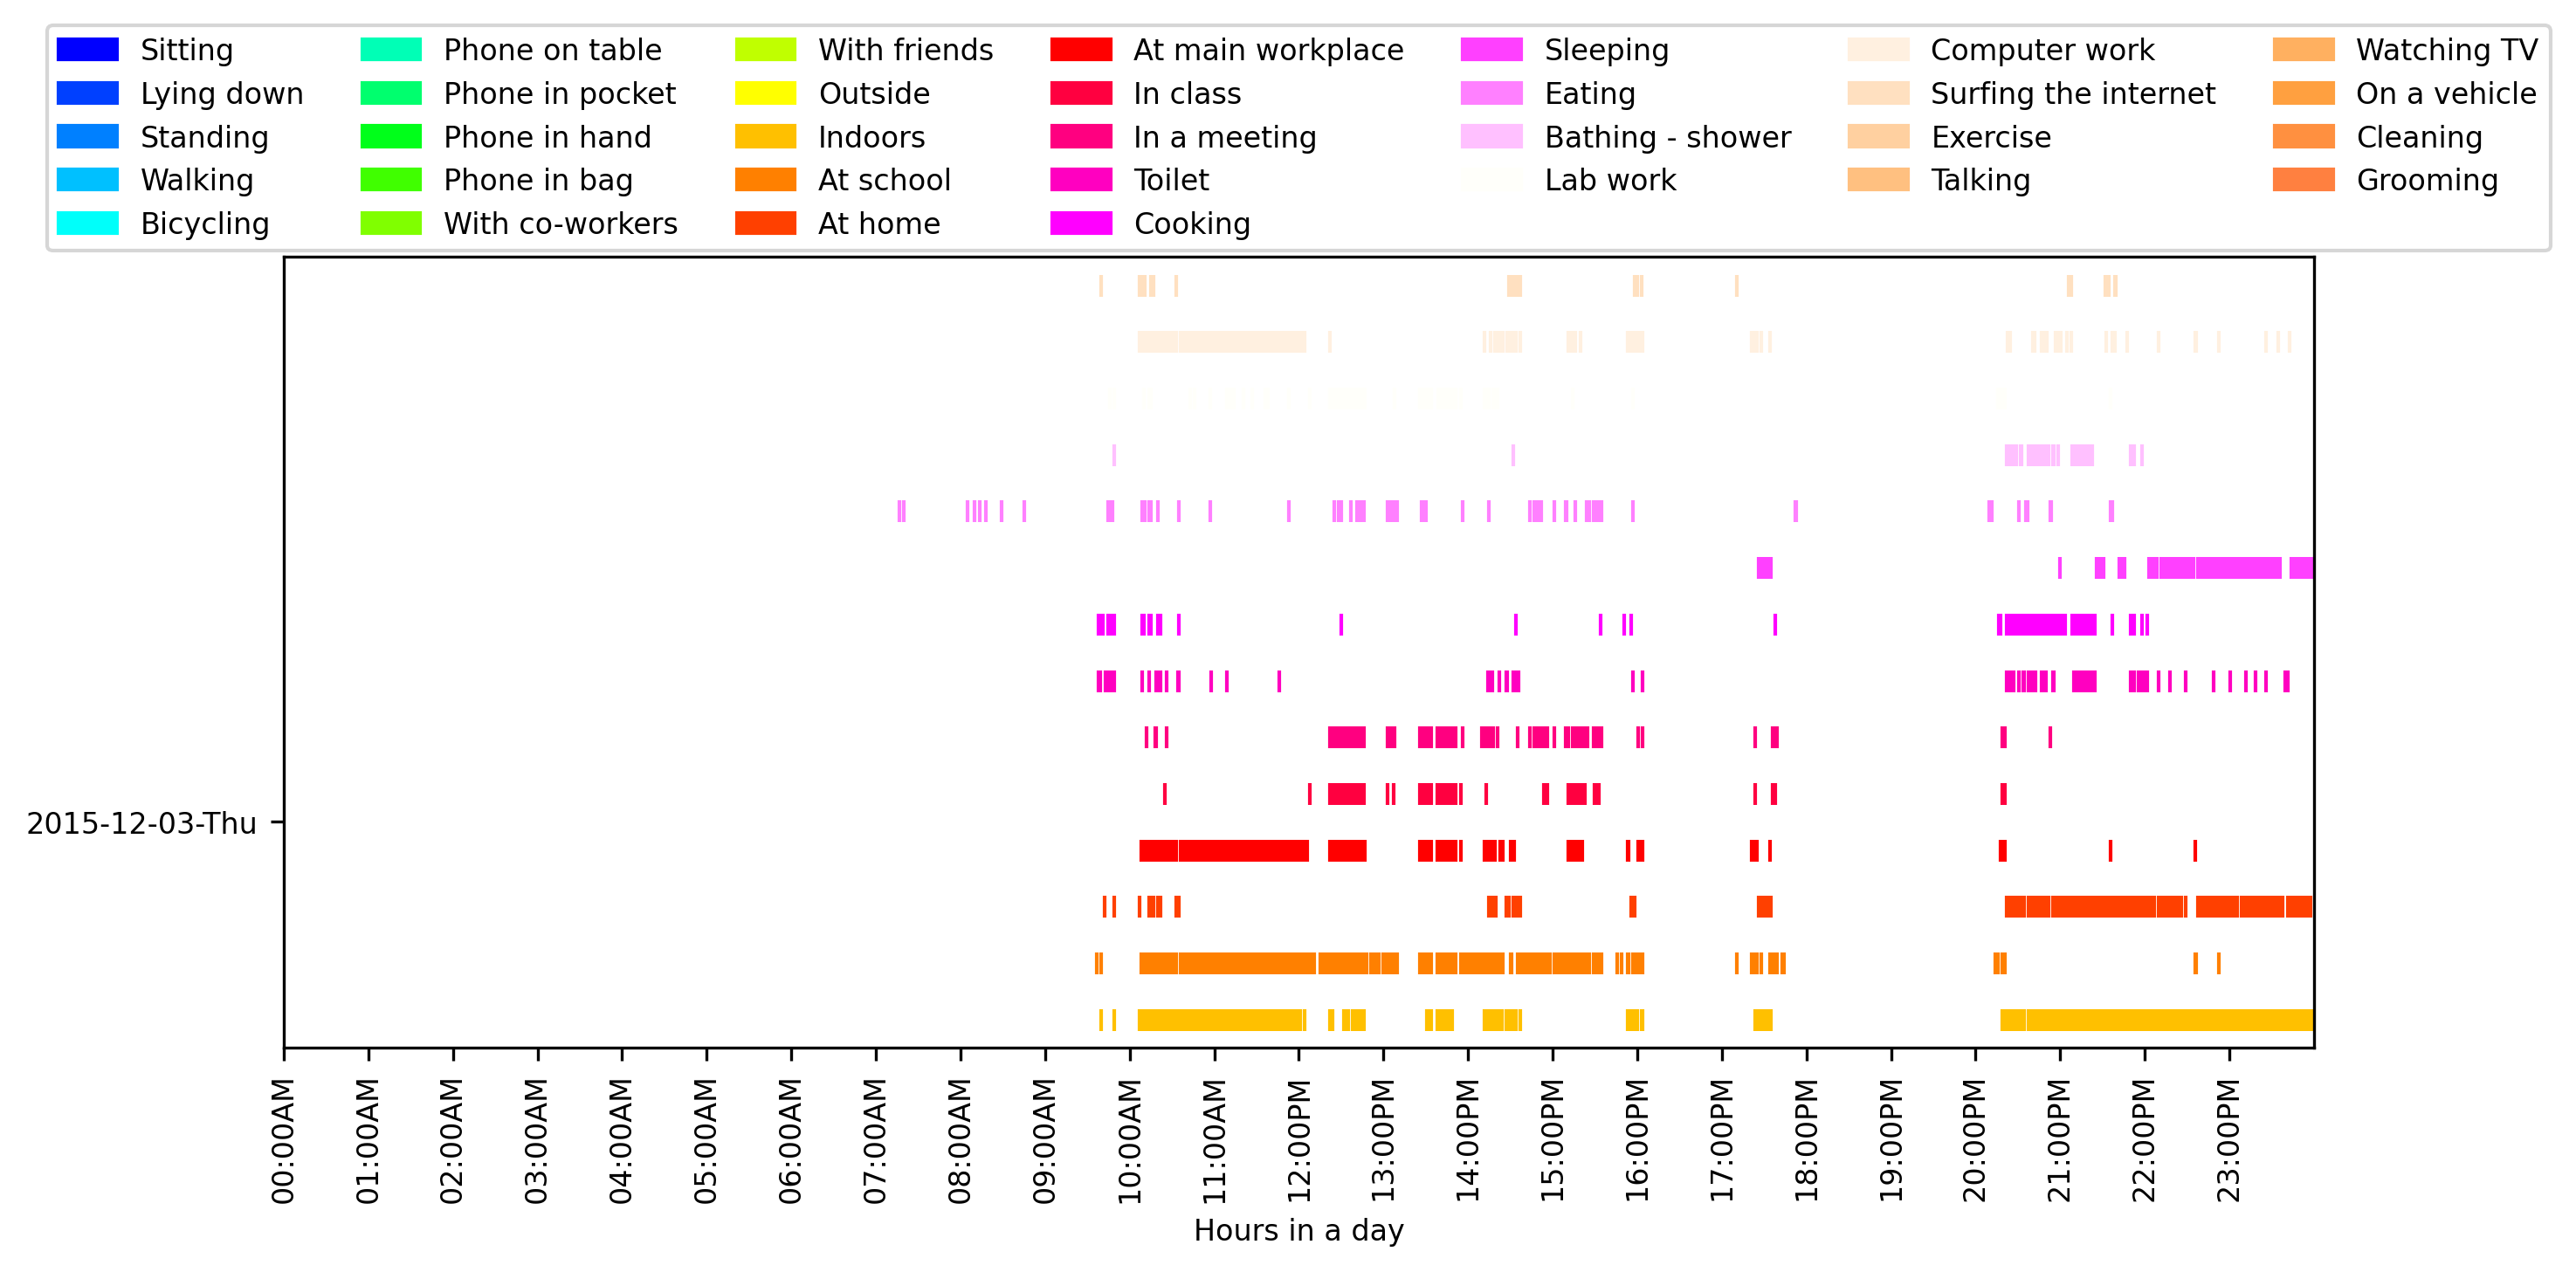 Sitting
Lying down
Standing
Walking
Bicycling
Phone on table
Phone in pocket
Phone in hand
Phone in bag
With co-workers
With friends
Outside
Indoors
At school
At home
At main workplace
In class
In a meeting
Toilet
Cooking
Sleeping
Eating
Bathing - shower
Lab work
Computer work
Surfing the internet
Exercise
Talking
Watching TV
On a vehicle
Cleaning
Grooming
2015-12-03-Thu
00:00AM
01:00AM
02:00AM
03:00AM
04:00AM
05:00AM
06:00AM
07:00AM
08:00AM
09:00AM
10:00AM
11:00AM
12:00PM
13:00PM
14:00PM
15:00PM
16:00PM
17:00PM
18:00PM
19:00PM
20:00PM
21:00PM
22:00PM
23:00PM
Hours in a day